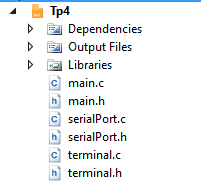 Tp4
Dependencies
Output Files
Libraries
main.c
main.h
serialPort.c
serialPort.h
terminal.c
terminal.h